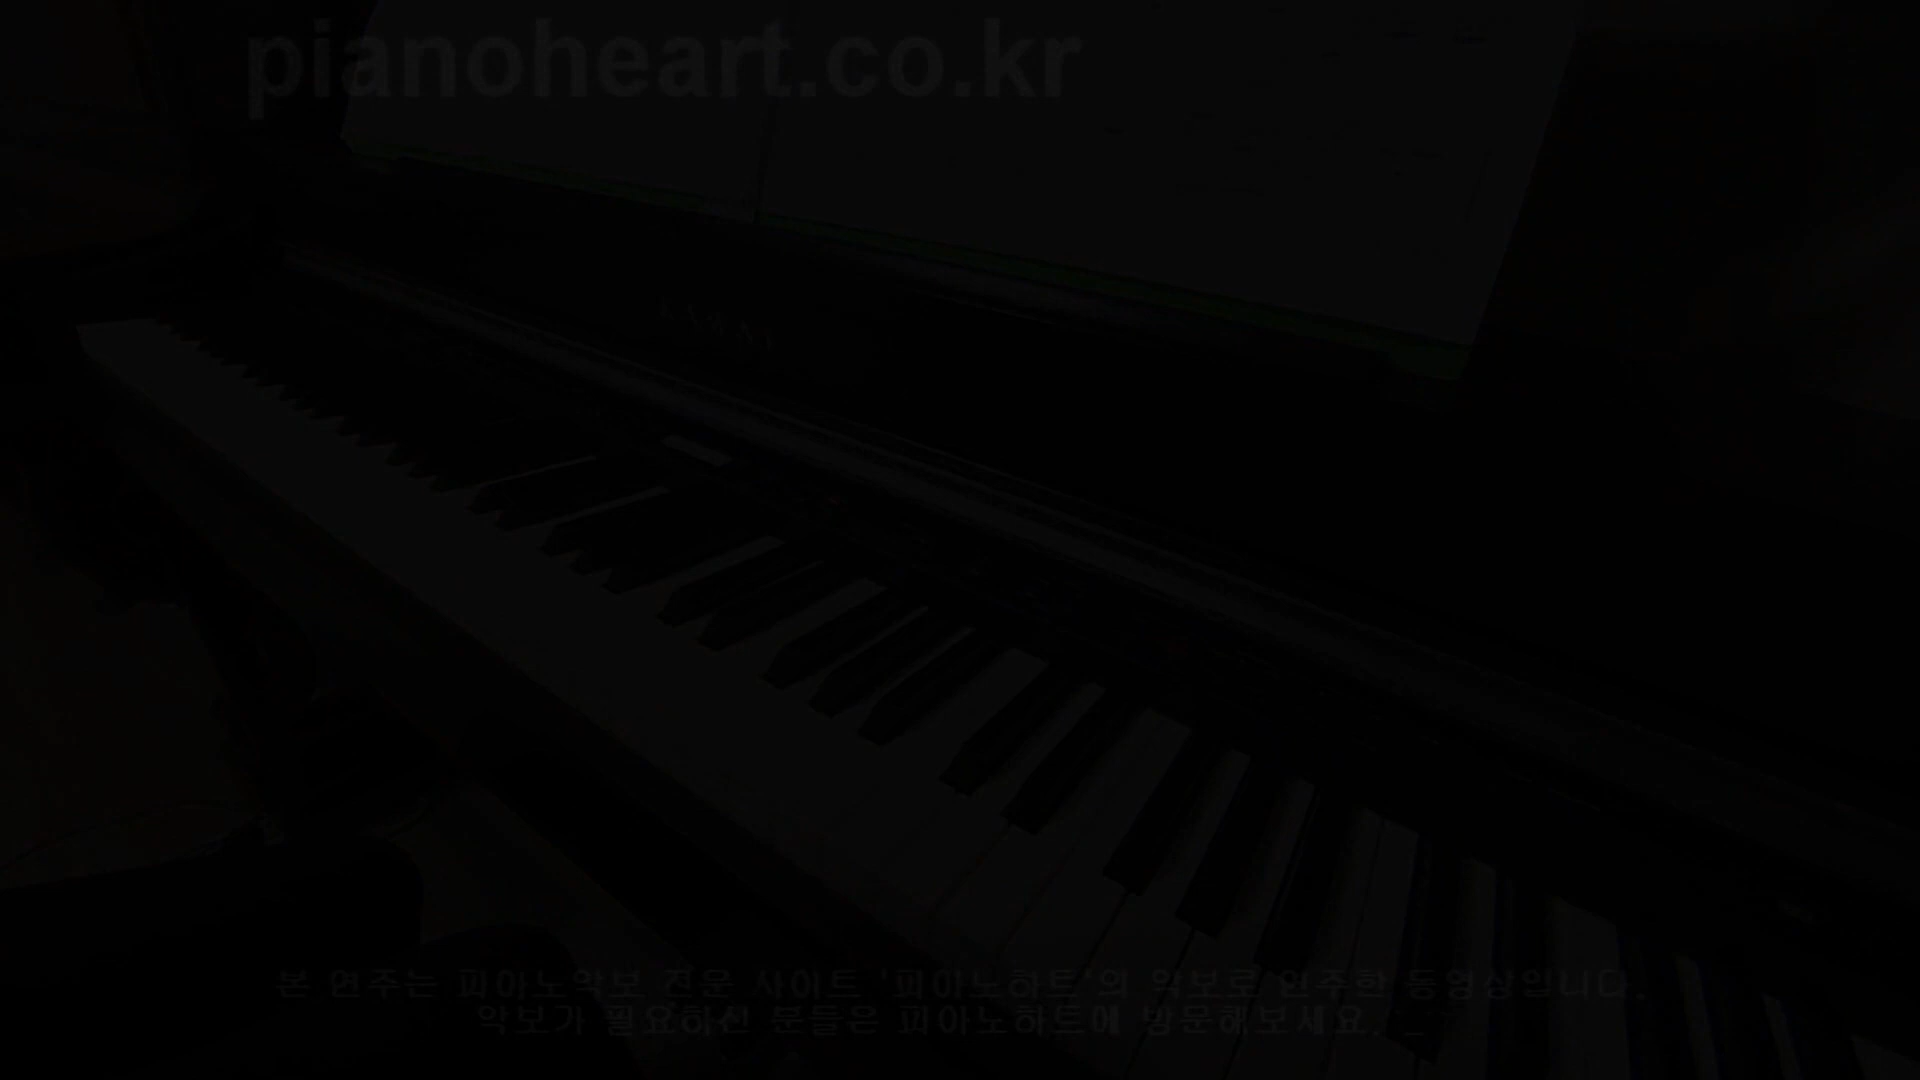 pianoheart.co.kr
KAWAI
본 연주는 피아노악보 전문 사이트 '피아노하트'의 악보로 연주한 동영상입니다.
악보가 필요하신 분들은 피아노하트에 방문해보세요.